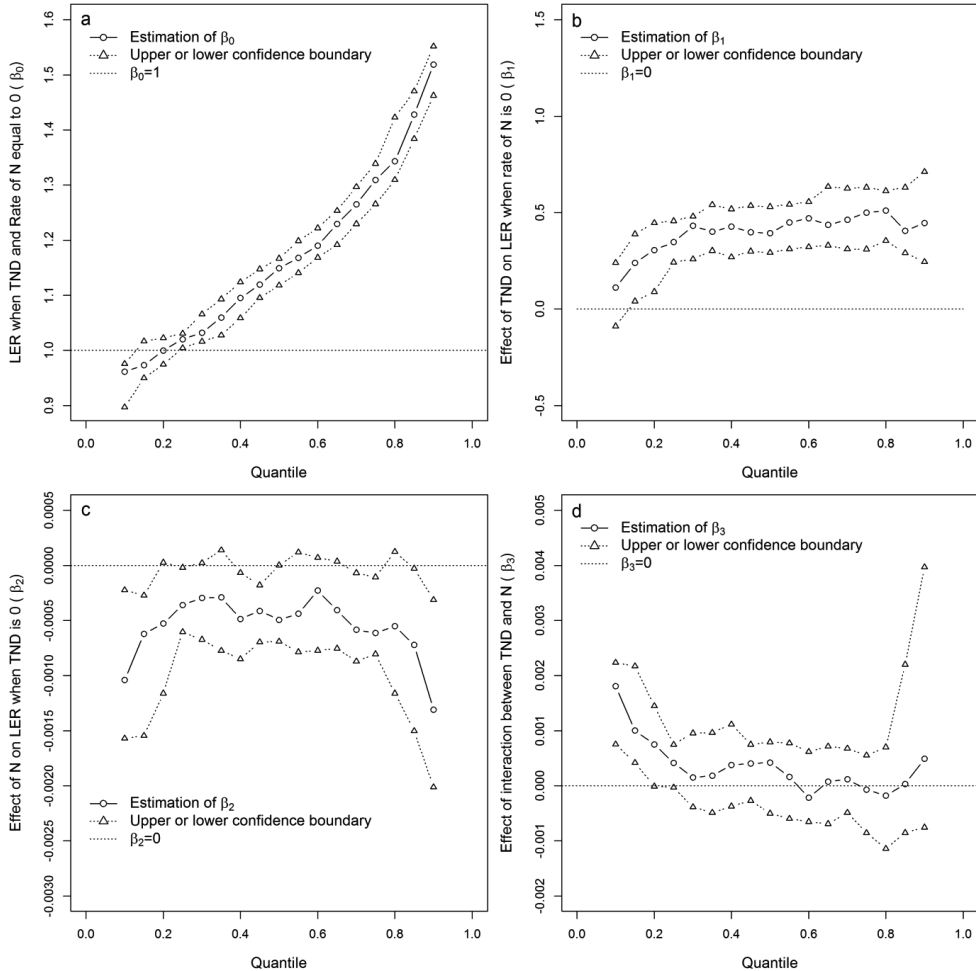 a
Estimation of β0
Upper or lower confidence boundary
β0=1
LER when TND and Rate of N equal to 0 ( β0)
1.6
1.5
1.4
1.3
1.2
1.1
1.0
0.9
0.0 0.2 0.4 0.6 0.8 1.0
Quantile
b
Estimation of β1
Upper or lower confidence boundary
β1=0
Effect of TND on LER when rate of N is 0 ( β1)
1.5
1.0
0.5
0.0
-0.5
0.0 0.2 0.4 0.6 0.8 1.0
Quantile
c
Estimation of β2
Upper or lower confidence boundary
β2=0
Effect of N on LER when TND is 0 ( β2)
0.0005
0.0000
-0.0005
-0.0010
-0.0015
-0.0020
-0.0025
-0.0030
0.0 0.2 0.4 0.6 0.8 1.0
Quantile
d
Estimation of β3
Upper or lower confidence boundary
β3=0
Effect of interaction between TND and N ( β3)
0.005
0.004
0.003
0.002
0.001
0.000
-0.001
-0.002
0.0 0.2 0.4 0.6 0.8 1.0
Quantile